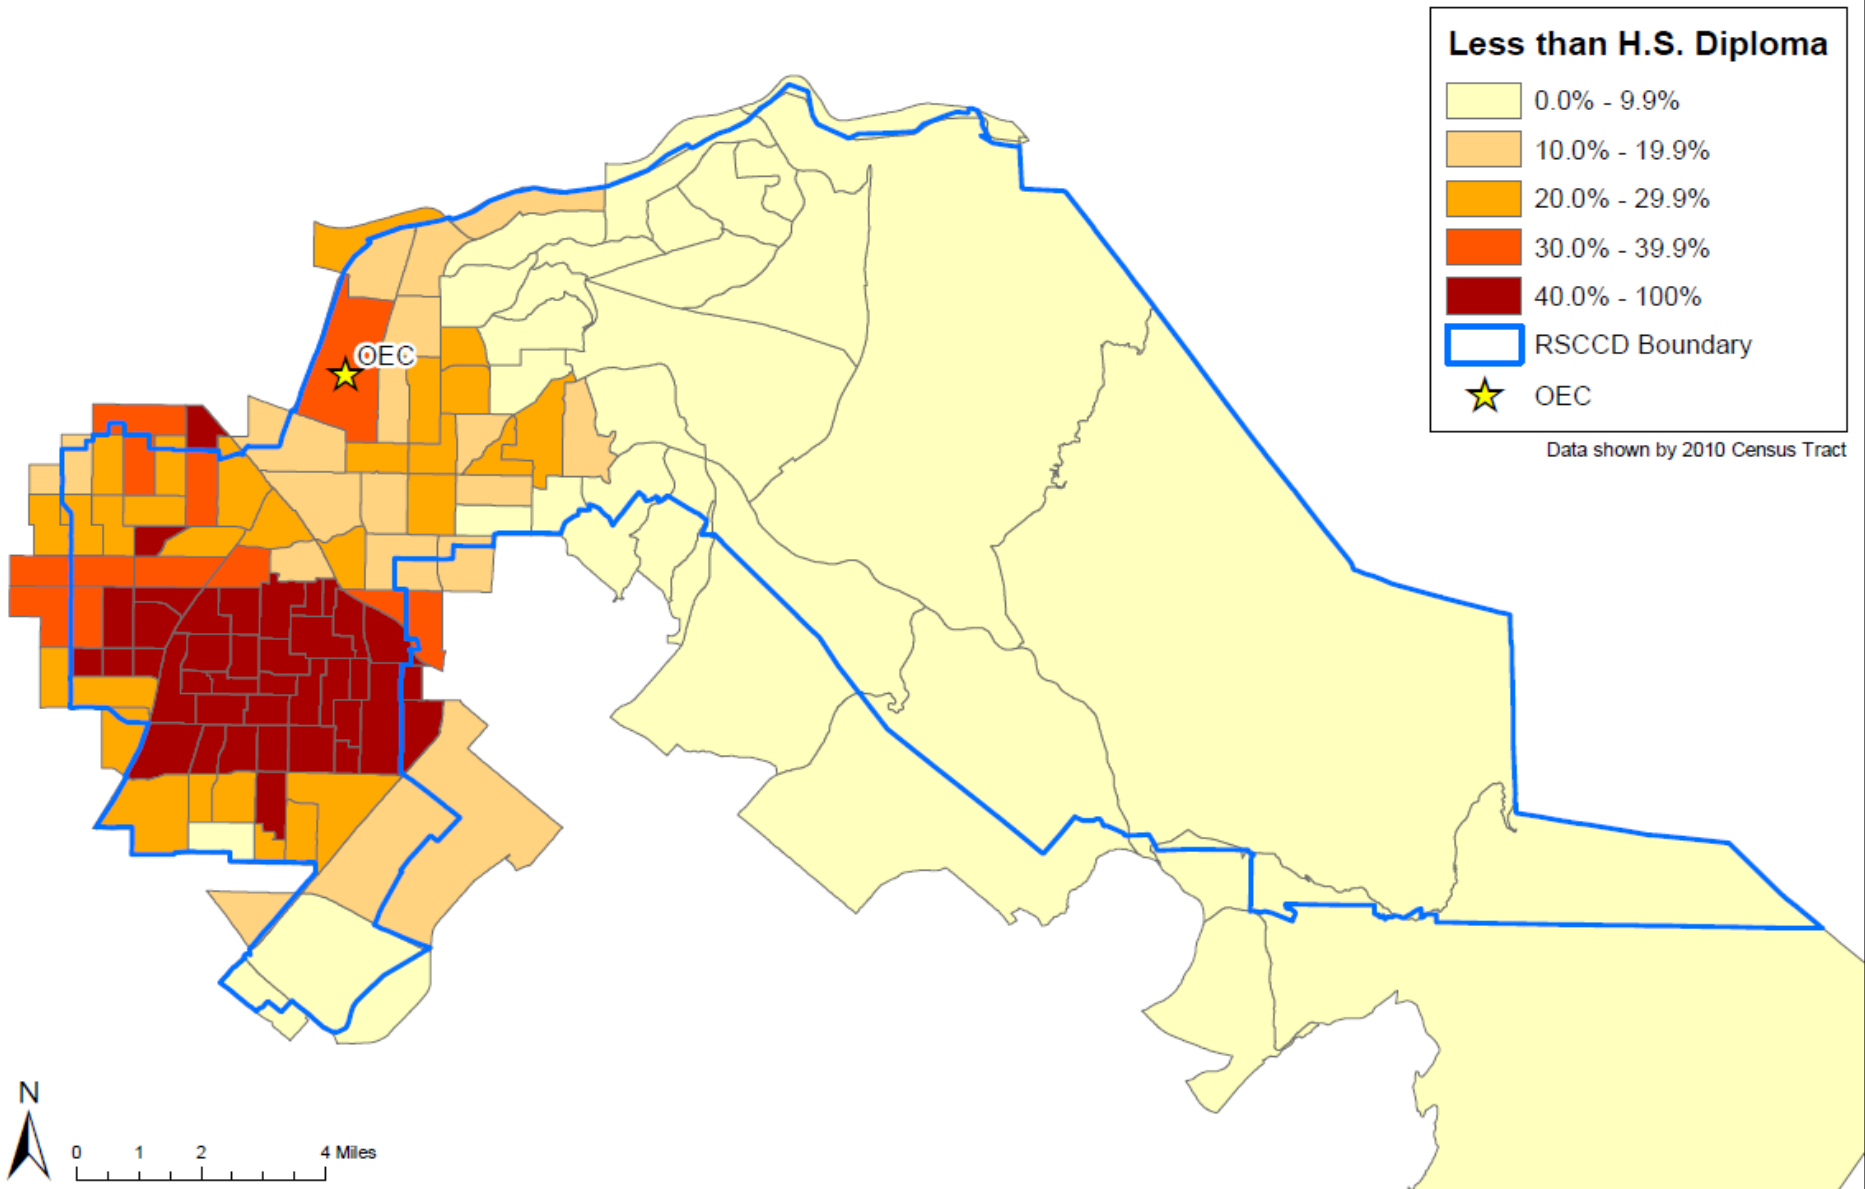 Less than H.S. Diploma
0.0% - 9.9%
10.0% - 19.9%
20.0% - 29.9%
30.0% - 39.9%
40.0% - 100%
RSCCD Boundary
OEC
Data shown by 2010 Census Tract
OEC
N
0 1 2 4 Miles